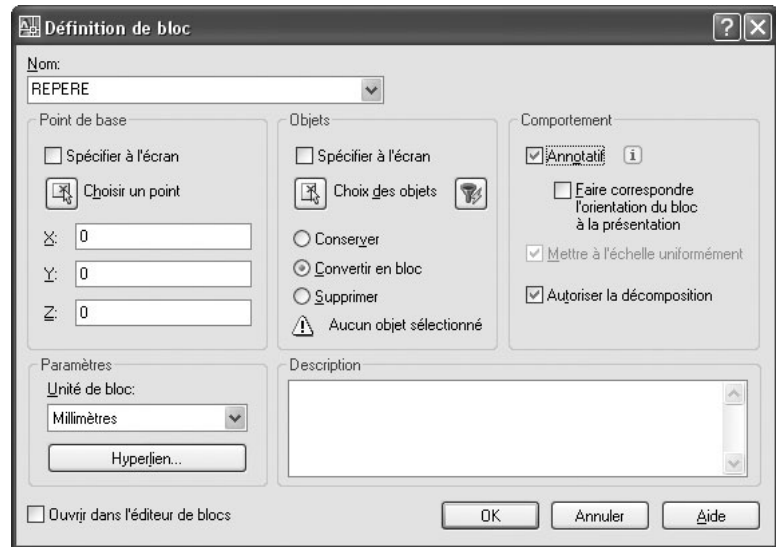 Définition de bloc
Nom:
REPERE
Point de base
Spécifier à l'écran
Choisir un point
X: 0
Y: 0
Z: 0
Objets
Spécifier à l'écran
Choix des objets
Conserver
Convertir en bloc
Supprimer
Aucun objet sélectionné
Comportement
Annotatif
Faire correspondre
l'orientation du bloc
à la présentation
Mettre à l'échelle uniformément
Autoriser la décomposition
Paramètres
Unité de bloc:
Millimètres
Hyperlien...
Description
Ouvrir dans l'éditeur de blocs
OK
Annuler
Aide